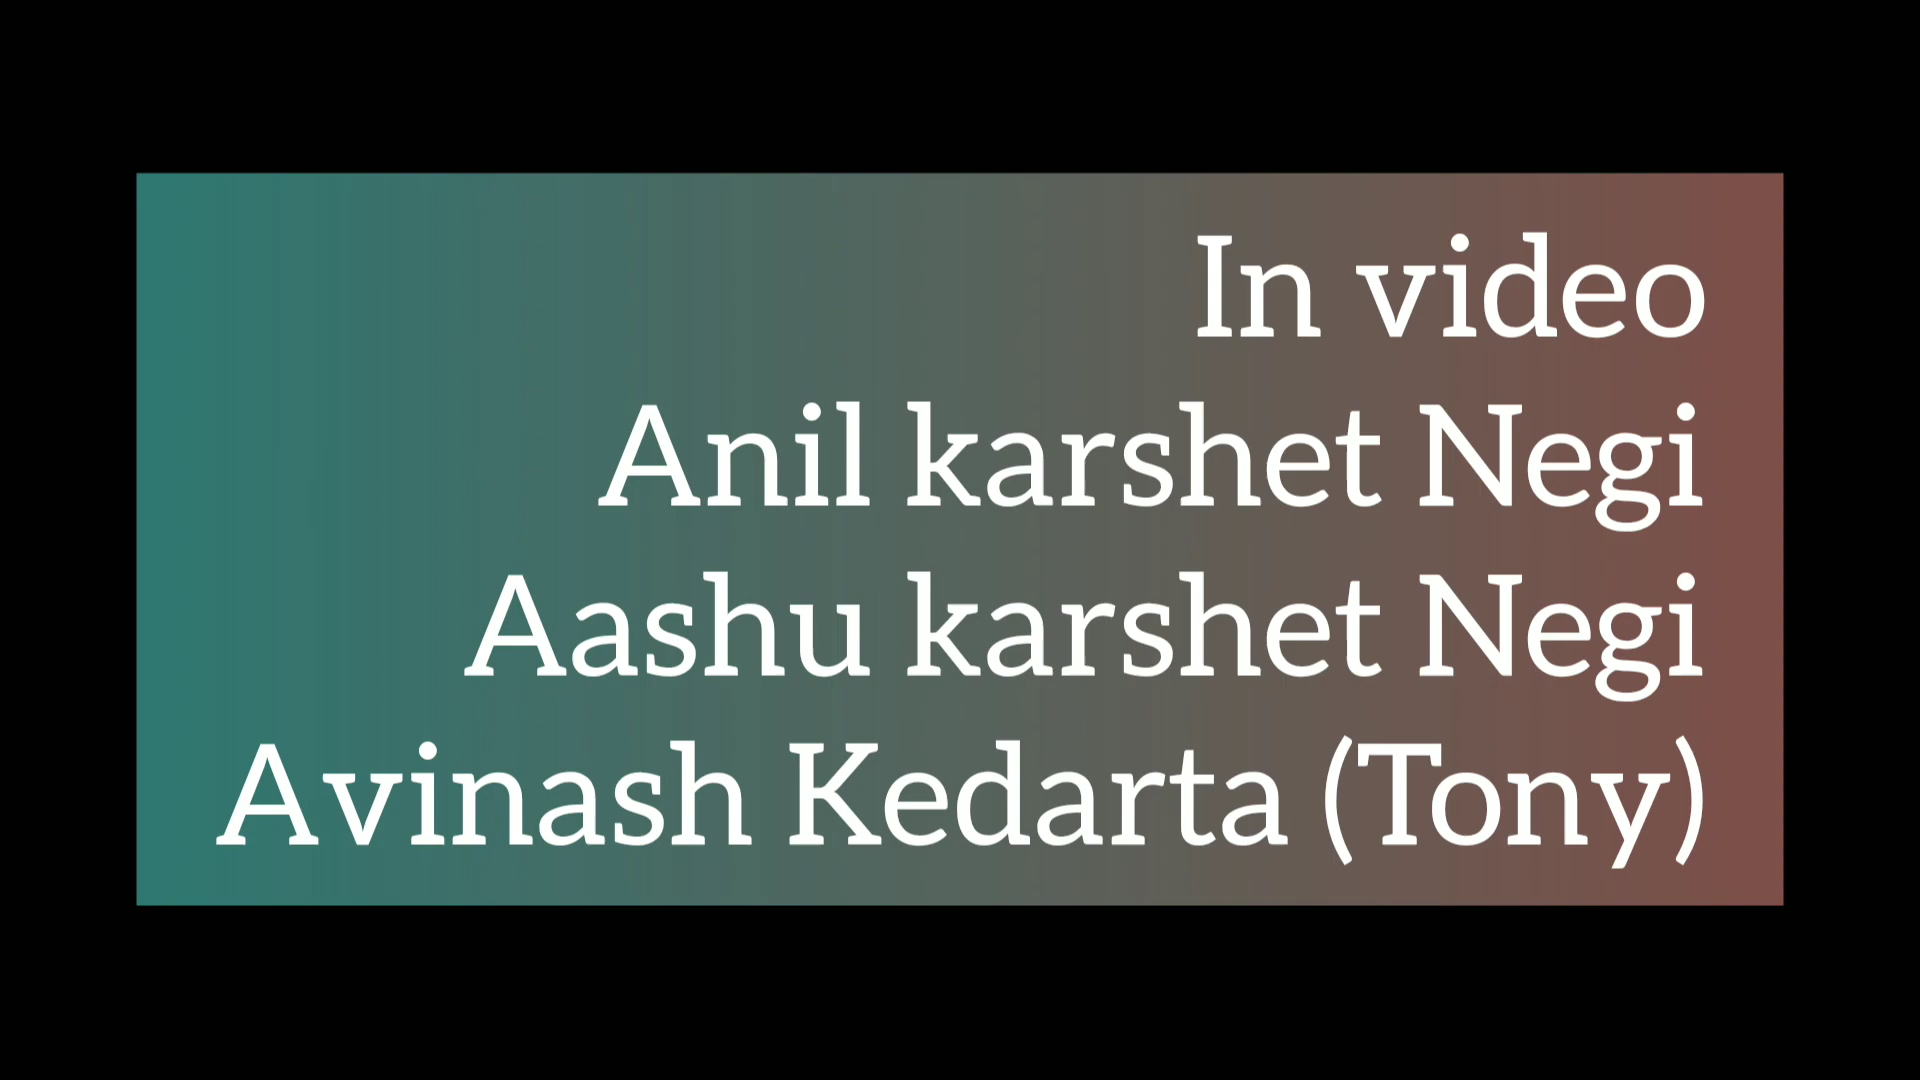 In video
Anil karshet Negi
Aashu karshet Negi
Avinash Kedarta (Tony)